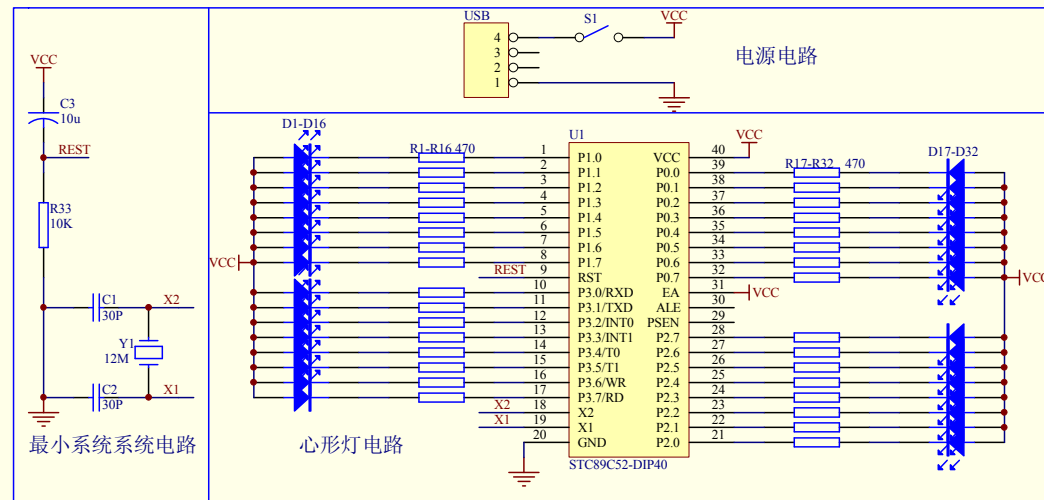 USB
4
3
2
1
S1
VCC
电源电路
VCC
C3
10u
REST
R33
10K
C1
30P
X2
Y1
12M
C2
30P
X1
最小系统系统电路
D1-D16
R1-R16 470
VCC
心形灯电路
U1
1 P1.0 VCC 40 VCC
2 P1.1 P0.0 39
3 P1.2 P0.1 38
4 P1.3 P0.2 37
5 P1.4 P0.3 36
6 P1.5 P0.4 35
7 P1.6 P0.5 34
8 P1.7 P0.6 33
REST 9 RST P0.7 32
10 P3.0/RXD EA 31 VCC
11 P3.1/TXD ALE 30
12 P3.2/INT0 PSEN 29
13 P3.3/INT1 P2.7 28
14 P3.4/T0 P2.6 27
15 P3.5/T1 P2.5 26
16 P3.6/WR P2.4 25
17 P3.7/RD P2.3 24
X2 18 X2 P2.2 23
X1 19 X1 P2.1 22
20 GND P2.0 21
STC89C52-DIP40
R17-R32 470
D17-D32
VCC